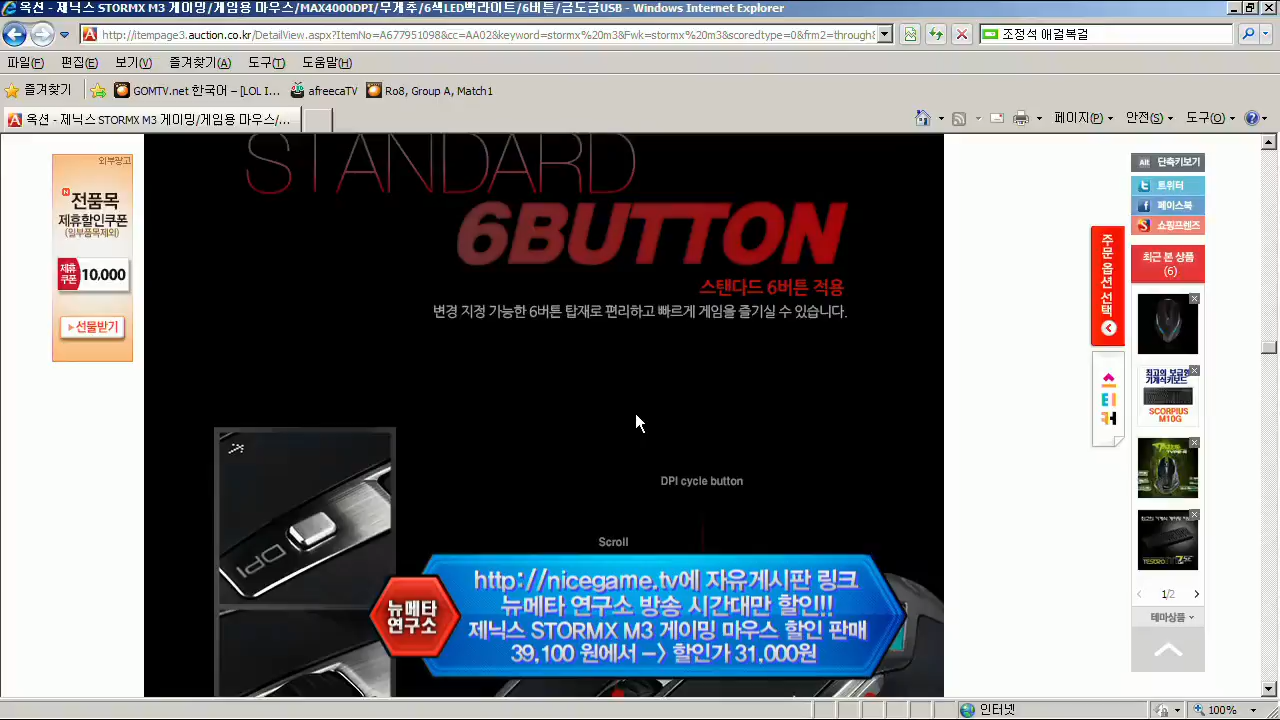 옥션 - 제닉스 STORMX M3 게이밍/게임용 마우스/MAX4000DPI/무게추/6색LED백라이트/6버튼/금도금USB - Windows Internet Explorer
http://itempage3.auction.co.kr/DetailView.aspx?ItemNo=A677951098&cc=AA02&keyword=stormx%20m3&Fwk=stormx%20m3&scoredtype=0&frm2=through&
조정석 애걸복걸
파일(F) 편집(E) 보기(V) 즐겨찾기(A) 도구(T) 도움말(H)
즐겨찾기 GOMTV.net 한국어 – [LOL I... afreecaTV Ro8, Group A, Match1
옥션 - 제닉스 STORMX M3 게이밍/게임용 마우스/...
페이지(P) 안전(S) 도구(O)
외부광고
전품목
제휴할인쿠폰
(일부품목제외)
제휴
쿠폰
10,000
선물받기
STANDARD
6BUTTON
스탠다드 6버튼 적용
변경 지정 가능한 6버튼 탑재로 편리하고 빠르게 게임을 즐기실 수 있습니다.
DPI
DPI cycle button
Scroll
뉴메타
연구소
http://nicegame.tv에 자유게시판 링크
뉴메타 연구소 방송 시간대만 할인!!
제닉스 STORMX M3 게이밍 마우스 할인 판매
39,100 원에서 -> 할인가 31,000원
주문 옵션 선택
Alt 단축키보기
트위터
페이스북
쇼핑프렌즈
최근 본 상품
(6)
최고의 보급형
기계식키보드
SCORPIUS
M10G
1/2
테마상품
인터넷
100%